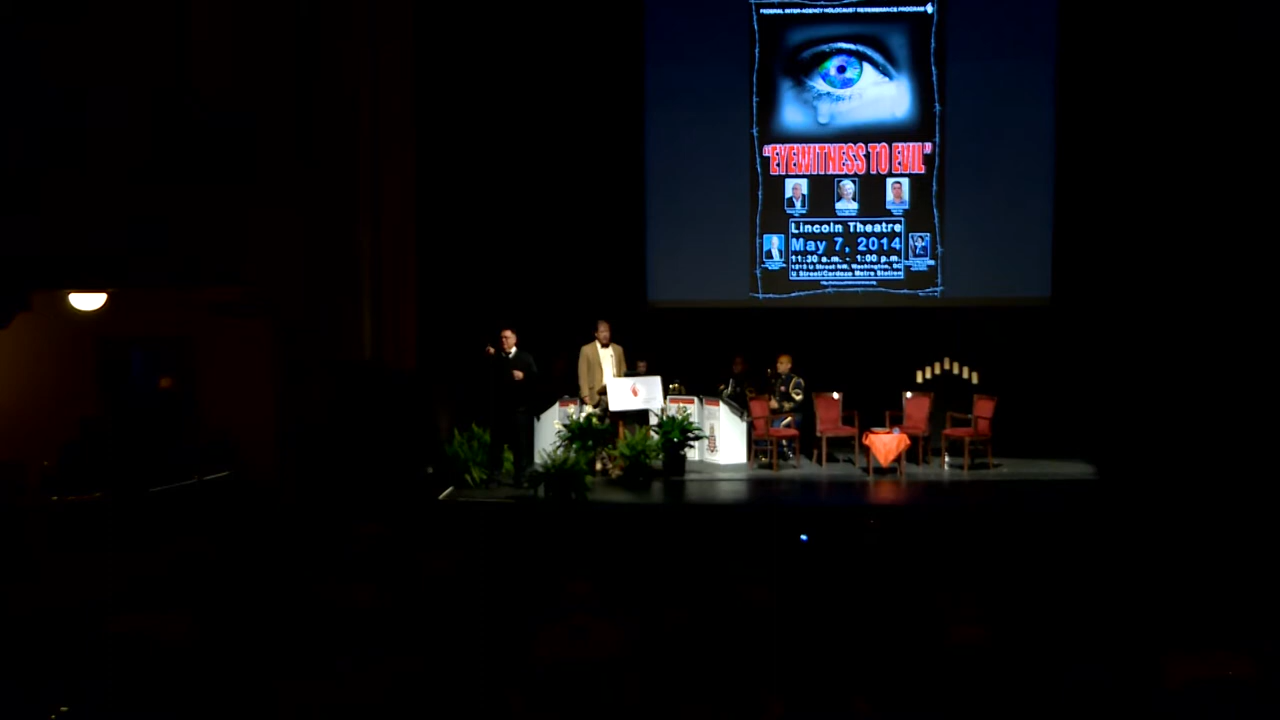 FEDERAL INTER-AGENCY HOLOCAUST REMEMBRANCE PROGRAM
"EYEWITNESS TO EVIL"
Lincoln Theatre
May 7, 2014
11:30 a.m. - 1:00 p.m.
1215 U Street NW, Washington, DC
U Street/Cardozo Metro Station